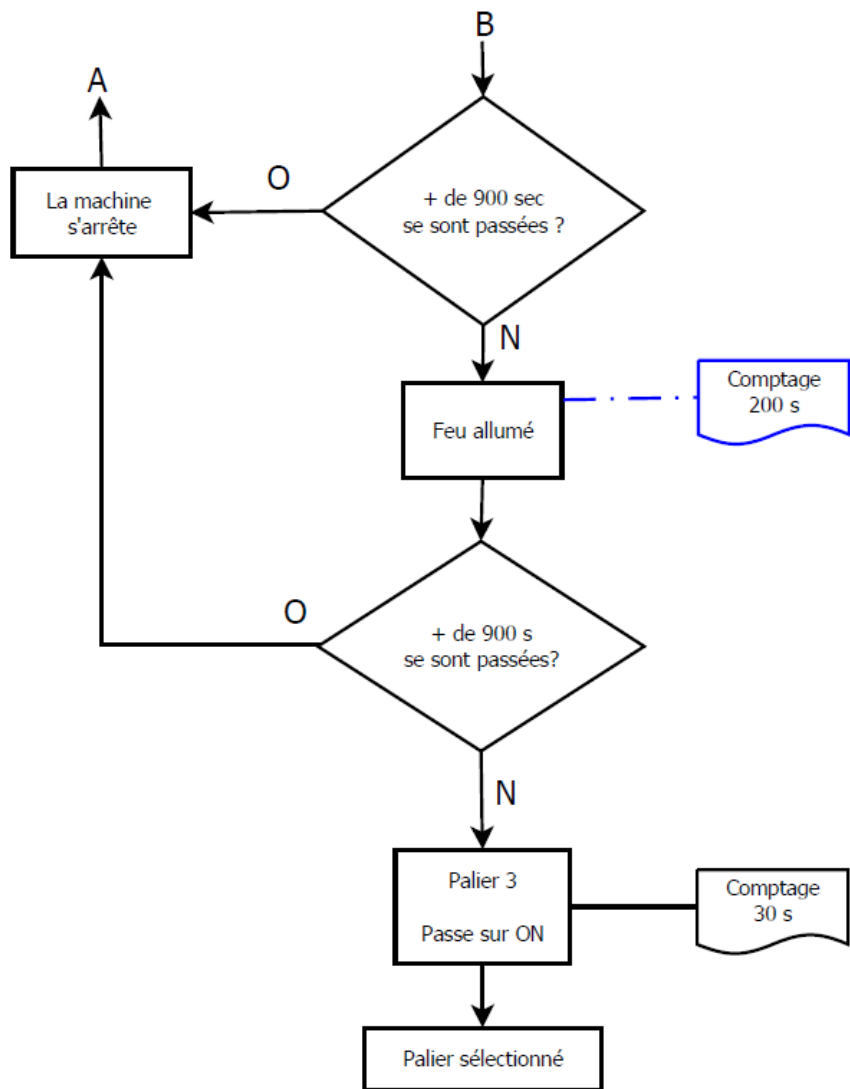 B
A
O
+ de 900 sec
se sont passées ?
La machine
s'arrête
N
Comptage
200 s
Feu allumé
O
+ de 900 s
se sont passées?
N
Palier 3
Passe sur ON
Comptage
30 s
Palier sélectionné